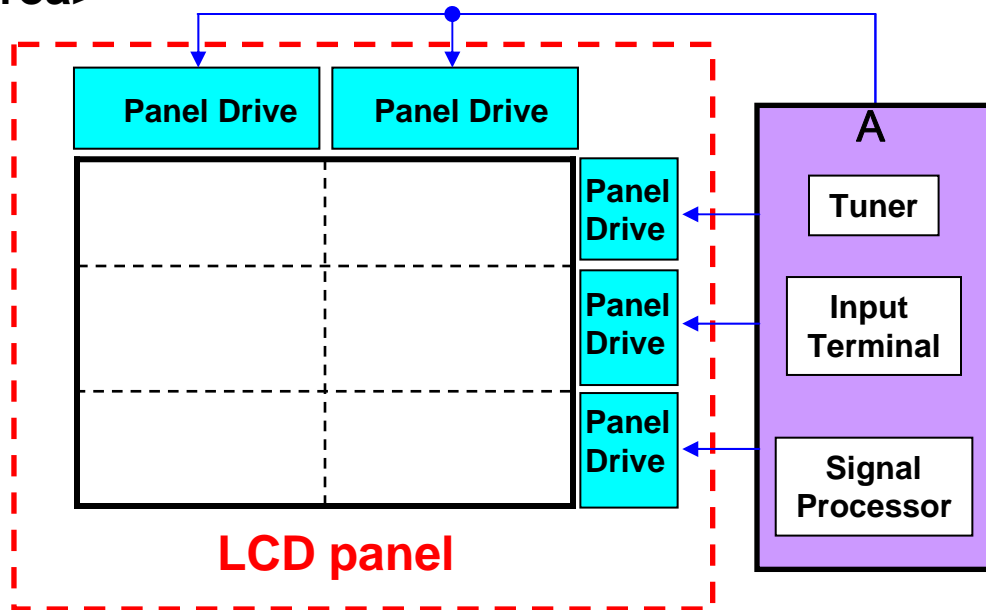 Panel Drive
Panel Drive
A
Panel
Drive
Tuner
Panel
Drive
Input
Terminal
Panel
Drive
Signal
Processor
LCD panel